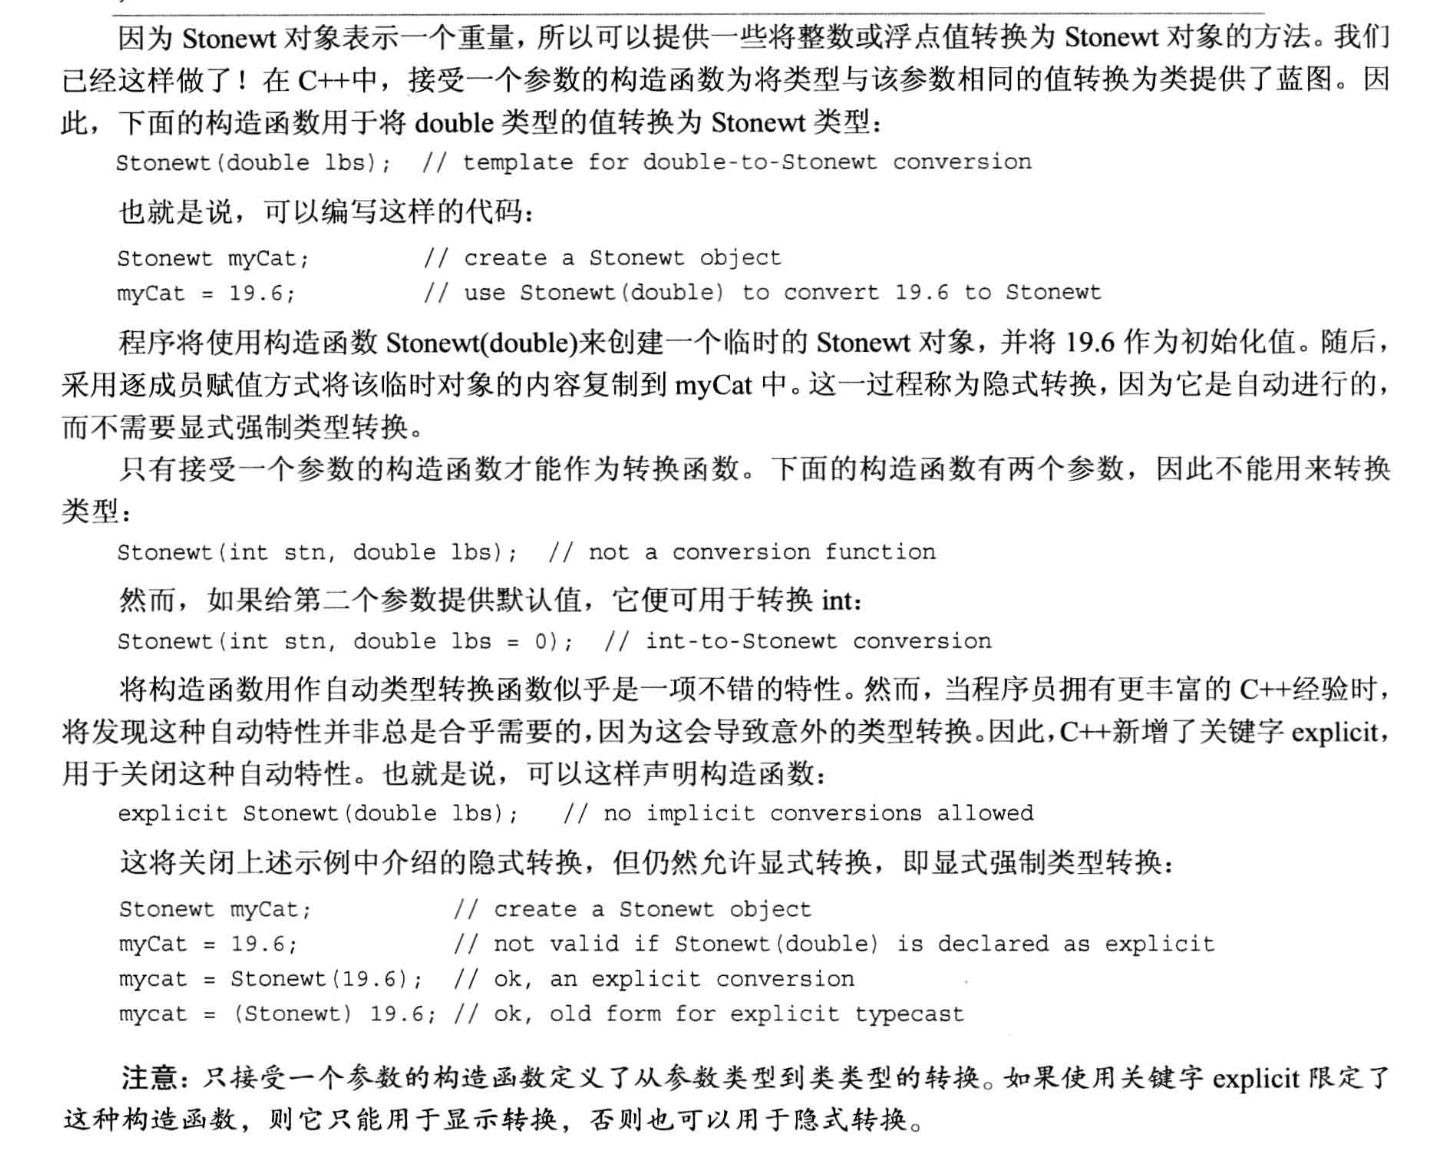 因为 Stonewt 对象表示一个重量，所以可以提供一些将整数或浮点值转换为 Stonewt 对象的方法。我们
已经这样做了！在 C++中，接受一个参数的构造函数为将类型与该参数相同的值转换为类提供了蓝图。因
此，下面的构造函数用于将 double 类型的值转换为 Stonewt 类型：
Stonewt(double lbs);  // template for double-to-Stonewt conversion
也就是说，可以编写这样的代码：
Stonewt myCat;        // create a Stonewt object
myCat = 19.6;         // use Stonewt(double) to convert 19.6 to Stonewt
程序将使用构造函数 Stonewt(double)来创建一个临时的 Stonewt 对象，并将 19.6 作为初始化值。随后，
采用逐成员赋值方式将该临时对象的内容复制到 myCat 中。这一过程称为隐式转换，因为它是自动进行的，
而不需要显式强制类型转换。
只有接受一个参数的构造函数才能作为转换函数。下面的构造函数有两个参数，因此不能用来转换
类型：
Stonewt(int stn, double lbs);  // not a conversion function
然而，如果给第二个参数提供默认值，它便可用于转换 int：
Stonewt(int stn, double lbs = 0);  // int-to-Stonewt conversion
将构造函数用作自动类型转换函数似乎是一项不错的特性。然而，当程序员拥有更丰富的 C++经验时，
将发现这种自动特性并非总是合乎需要的，因为这会导致意外的类型转换。因此，C++新增了关键字 explicit，
用于关闭这种自动特性。也就是说，可以这样声明构造函数：
explicit Stonewt(double lbs);   // no implicit conversions allowed
这将关闭上述示例中介绍的隐式转换，但仍然允许显式转换，即显式强制类型转换：
Stonewt myCat;          // create a Stonewt object
myCat = 19.6;           // not valid if Stonewt(double) is declared as explicit
mycat = Stonewt(19.6);  // ok, an explicit conversion
mycat = (Stonewt) 19.6; // ok, old form for explicit typecast
注意：只接受一个参数的构造函数定义了从参数类型到类类型的转换。如果使用关键字 explicit 限定了
这种构造函数，则它只能用于显示转换，否则也可以用于隐式转换。